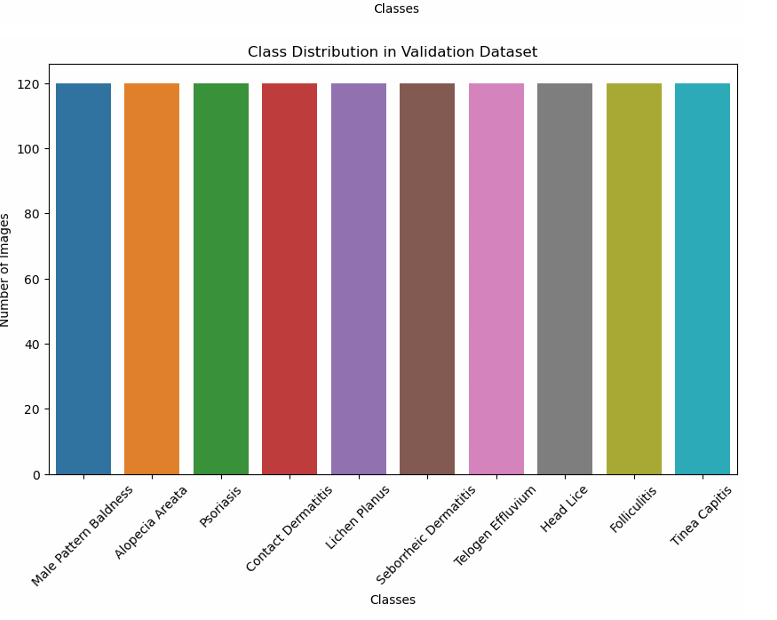 Classes
Class Distribution in Validation Dataset
Number of Images
120
100
80
60
40
20
0
Male Pattern Baldness
Alopecia Areata
Psoriasis
Contact Dermatitis
Lichen Planus
Seborrheic Dermatitis
Telogen Effluvium
Head Lice
Folliculitis
Tinea Capitis
Classes